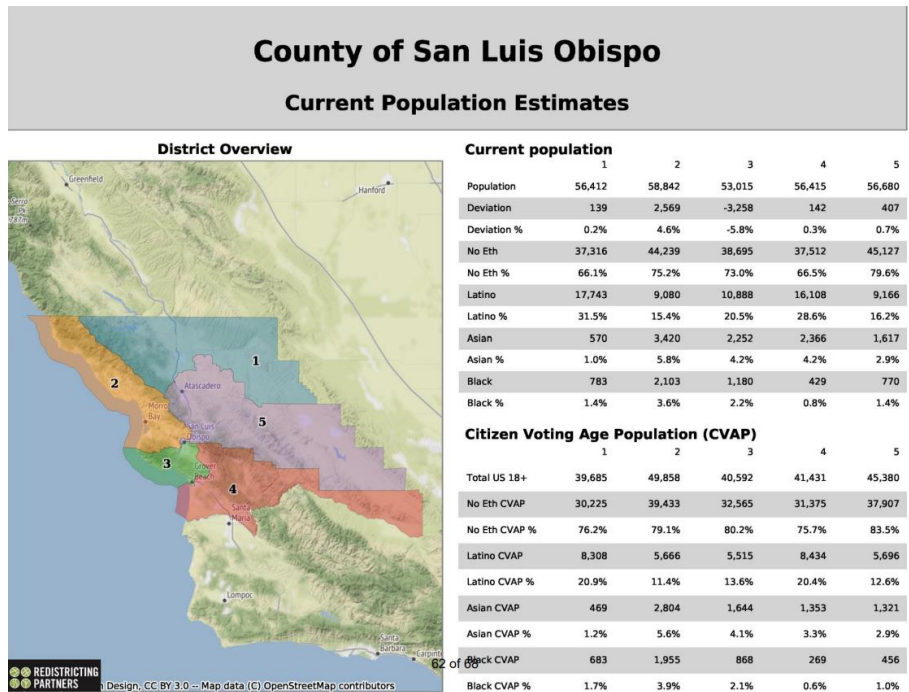 County of San Luis Obispo
Current Population Estimates
District Overview
Greenfield
Hanford
1
2
Atascadero
Morro
Bay
5
San Luis
Obispo
3
Grover
Beach
4
Santa
Maria
Lompoc
Santa
Barbara
REDISTRICTING
PARTNERS
Design, CC BY 3.0 -- Map data (C) OpenStreetMap contributors
Current population
1 2 3 4 5
Population 56,412 58,842 53,015 56,415 56,680
Deviation 139 2,569 -3,258 142 407
Deviation % 0.2% 4.6% -5.8% 0.3% 0.7%
No Eth 37,316 44,239 38,695 37,512 45,127
No Eth % 66.1% 75.2% 73.0% 66.5% 79.6%
Latino 17,743 9,080 10,888 16,108 9,166
Latino % 31.5% 15.4% 20.5% 28.6% 16.2%
Asian 570 3,420 2,252 2,366 1,617
Asian % 1.0% 5.8% 4.2% 4.2% 2.9%
Black 783 2,103 1,180 429 770
Black % 1.4% 3.6% 2.2% 0.8% 1.4%
Citizen Voting Age Population (CVAP)
1 2 3 4 5
Total US 18+ 39,685 49,858 40,592 41,431 45,380
No Eth CVAP 30,225 39,433 32,565 31,375 37,907
No Eth CVAP % 76.2% 79.1% 80.2% 75.7% 83.5%
Latino CVAP 8,308 5,666 5,515 8,434 5,696
Latino CVAP % 20.9% 11.4% 13.6% 20.4% 12.6%
Asian CVAP 469 2,804 1,644 1,353 1,321
Asian CVAP % 1.2% 5.6% 4.1% 3.3% 2.9%
62 of 68
Black CVAP 683 1,955 868 269 456
Black CVAP % 1.7% 3.9% 2.1% 0.6% 1.0%